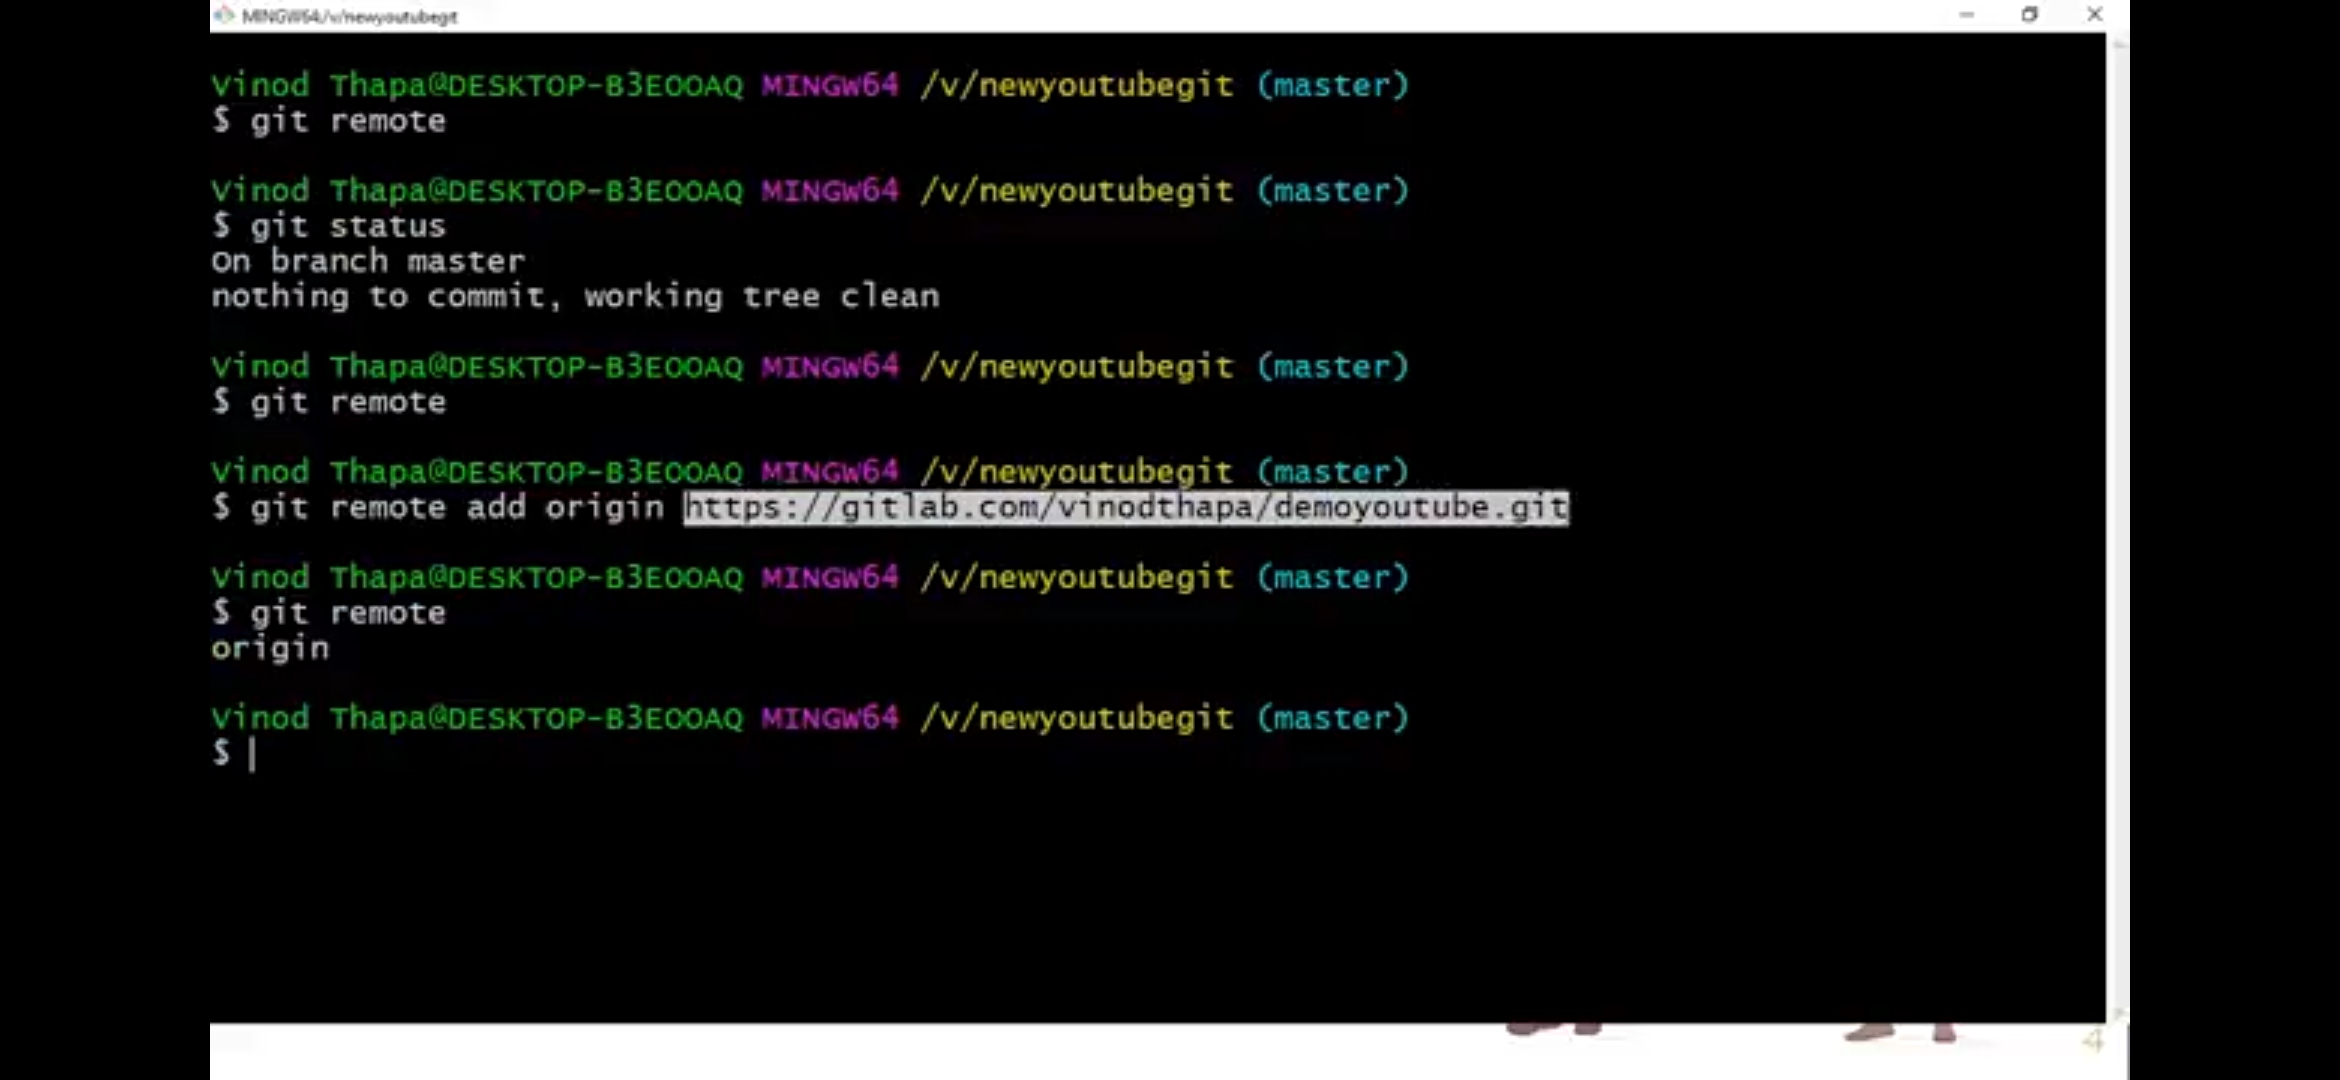 MINGW64:/v/newyoutubegit
Vinod Thapa@DESKTOP-B3EOOAQ MINGW64 /v/newyoutubegit (master)
$ git remote
Vinod Thapa@DESKTOP-B3EOOAQ MINGW64 /v/newyoutubegit (master)
$ git status
On branch master
nothing to commit, working tree clean
Vinod Thapa@DESKTOP-B3EOOAQ MINGW64 /v/newyoutubegit (master)
$ git remote
Vinod Thapa@DESKTOP-B3EOOAQ MINGW64 /v/newyoutubegit (master)
$ git remote add origin https://gitlab.com/vinodthapa/demoyoutube.git
Vinod Thapa@DESKTOP-B3EOOAQ MINGW64 /v/newyoutubegit (master)
$ git remote
origin
Vinod Thapa@DESKTOP-B3EOOAQ MINGW64 /v/newyoutubegit (master)
$
4